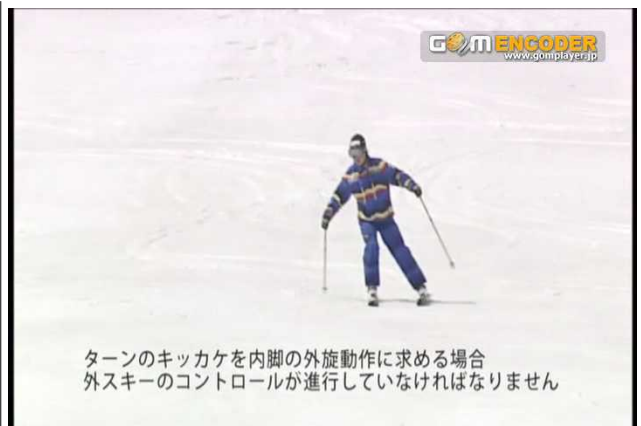 GOM ENCODER
www.gomplayer.jp
ターンのキッカケを内脚の外旋動作に求める場合
外スキーのコントロールが進行していなければなりません